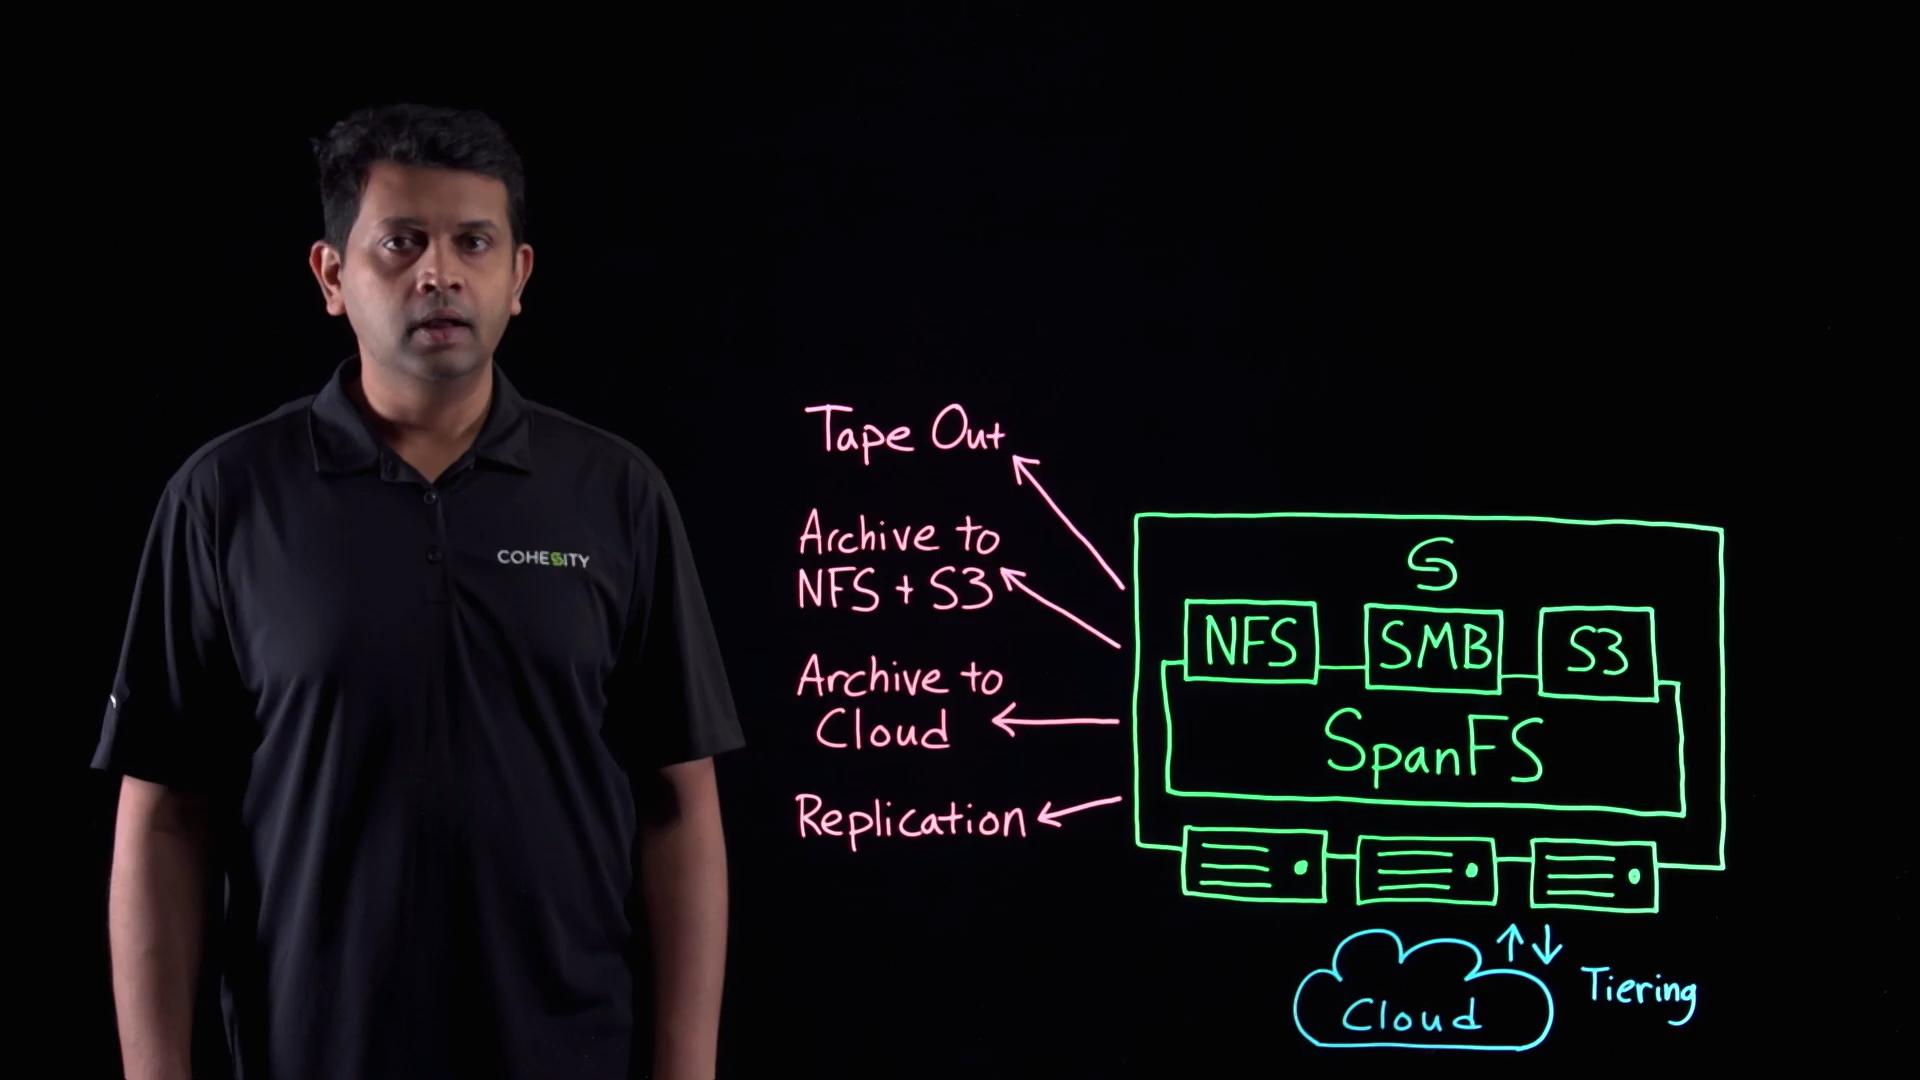 COHESITY
Tape Out
Archive to
NFS + S3
Archive to
Cloud
Replication
S
NFS
SMB
S3
SpanFS
Cloud
Tiering